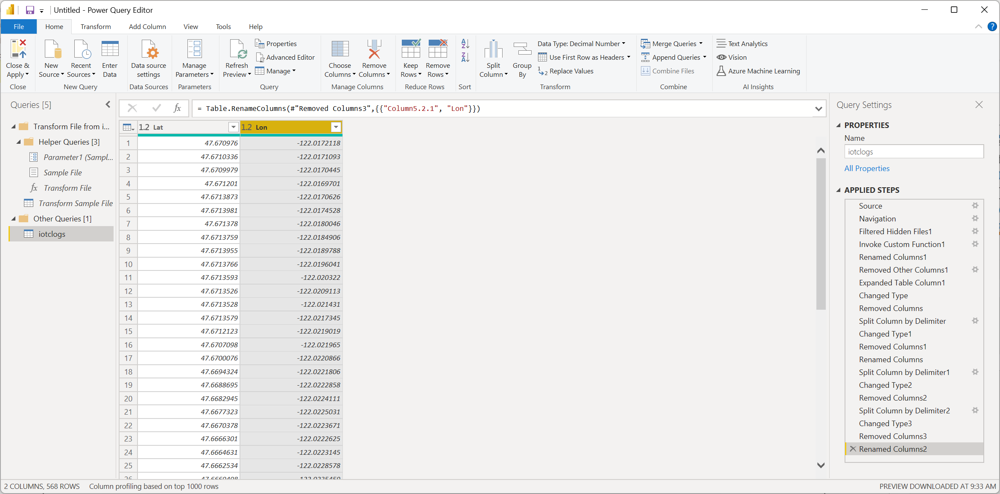 Untitled - Power Query Editor
File Home Transform Add Column View Tools Help
Close & Apply
Close
New Source
Recent Sources
Enter Data
New Query
Data source settings
Data Sources
Manage Parameters
Parameters
Refresh Preview
Properties
Advanced Editor
Manage
Query
Choose Columns
Remove Columns
Manage Columns
Keep Rows
Remove Rows
Reduce Rows
Sort
Split Column
Group By
Data Type: Decimal Number
Use First Row as Headers
Replace Values
Transform
Merge Queries
Append Queries
Combine Files
Combine
Text Analytics
Vision
Azure Machine Learning
AI Insights
Queries [5]
Transform File from i...
Helper Queries [3]
Parameter1 (Sampl...
Sample File
fx Transform File
Transform Sample File
Other Queries [1]
iotclogs
fx = Table.RenameColumns(#"Removed Columns3",{{"Column5.2.1", "Lon"}})
1.2 Lat 1.2 Lon
1 47.670976 -122.0172118
2 47.6710336 -122.0171093
3 47.6709979 -122.0170445
4 47.671201 -122.0169701
5 47.6713873 -122.0170626
6 47.6713981 -122.0174528
7 47.671378 -122.0180046
8 47.6713759 -122.0184906
9 47.6713955 -122.0189788
10 47.6713766 -122.0196041
11 47.6713593 -122.020322
12 47.6713526 -122.0209113
13 47.6713528 -122.021431
14 47.6713579 -122.0217345
15 47.6712123 -122.0219019
16 47.6707098 -122.021965
17 47.6700076 -122.0220866
18 47.6694324 -122.0221806
19 47.6688695 -122.0222858
20 47.6682945 -122.0224111
21 47.6677323 -122.0225031
22 47.6670378 -122.0223671
23 47.6666301 -122.0222625
24 47.6664631 -122.0223145
25 47.6662534 -122.0228578
Query Settings
PROPERTIES
Name
iotclogs
All Properties
APPLIED STEPS
Source
Navigation
Filtered Hidden Files1
Invoke Custom Function1
Renamed Columns1
Removed Other Columns1
Expanded Table Column1
Changed Type
Removed Columns
Split Column by Delimiter
Changed Type1
Removed Columns1
Renamed Columns
Split Column by Delimiter1
Changed Type2
Removed Columns2
Split Column by Delimiter2
Changed Type3
Removed Columns3
Renamed Columns2
2 COLUMNS, 568 ROWS Column profiling based on top 1000 rows
PREVIEW DOWNLOADED AT 9:33 AM